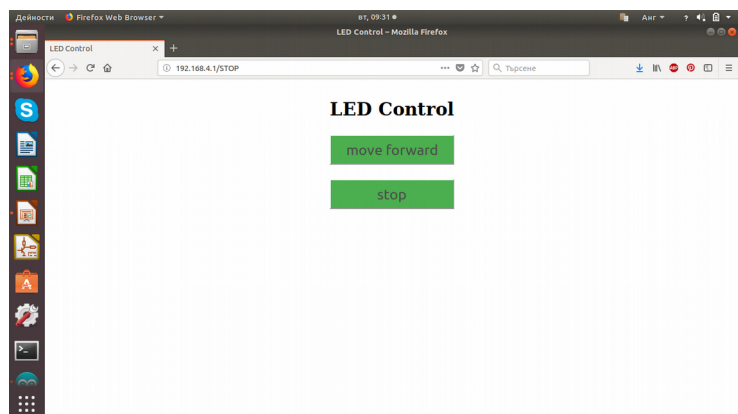 Дейности Firefox Web Browser вт, 09:31 Анг ?
LED Control – Mozilla Firefox
LED Control × +
192.168.4.1/STOP Търсене
LED Control
move forward
stop